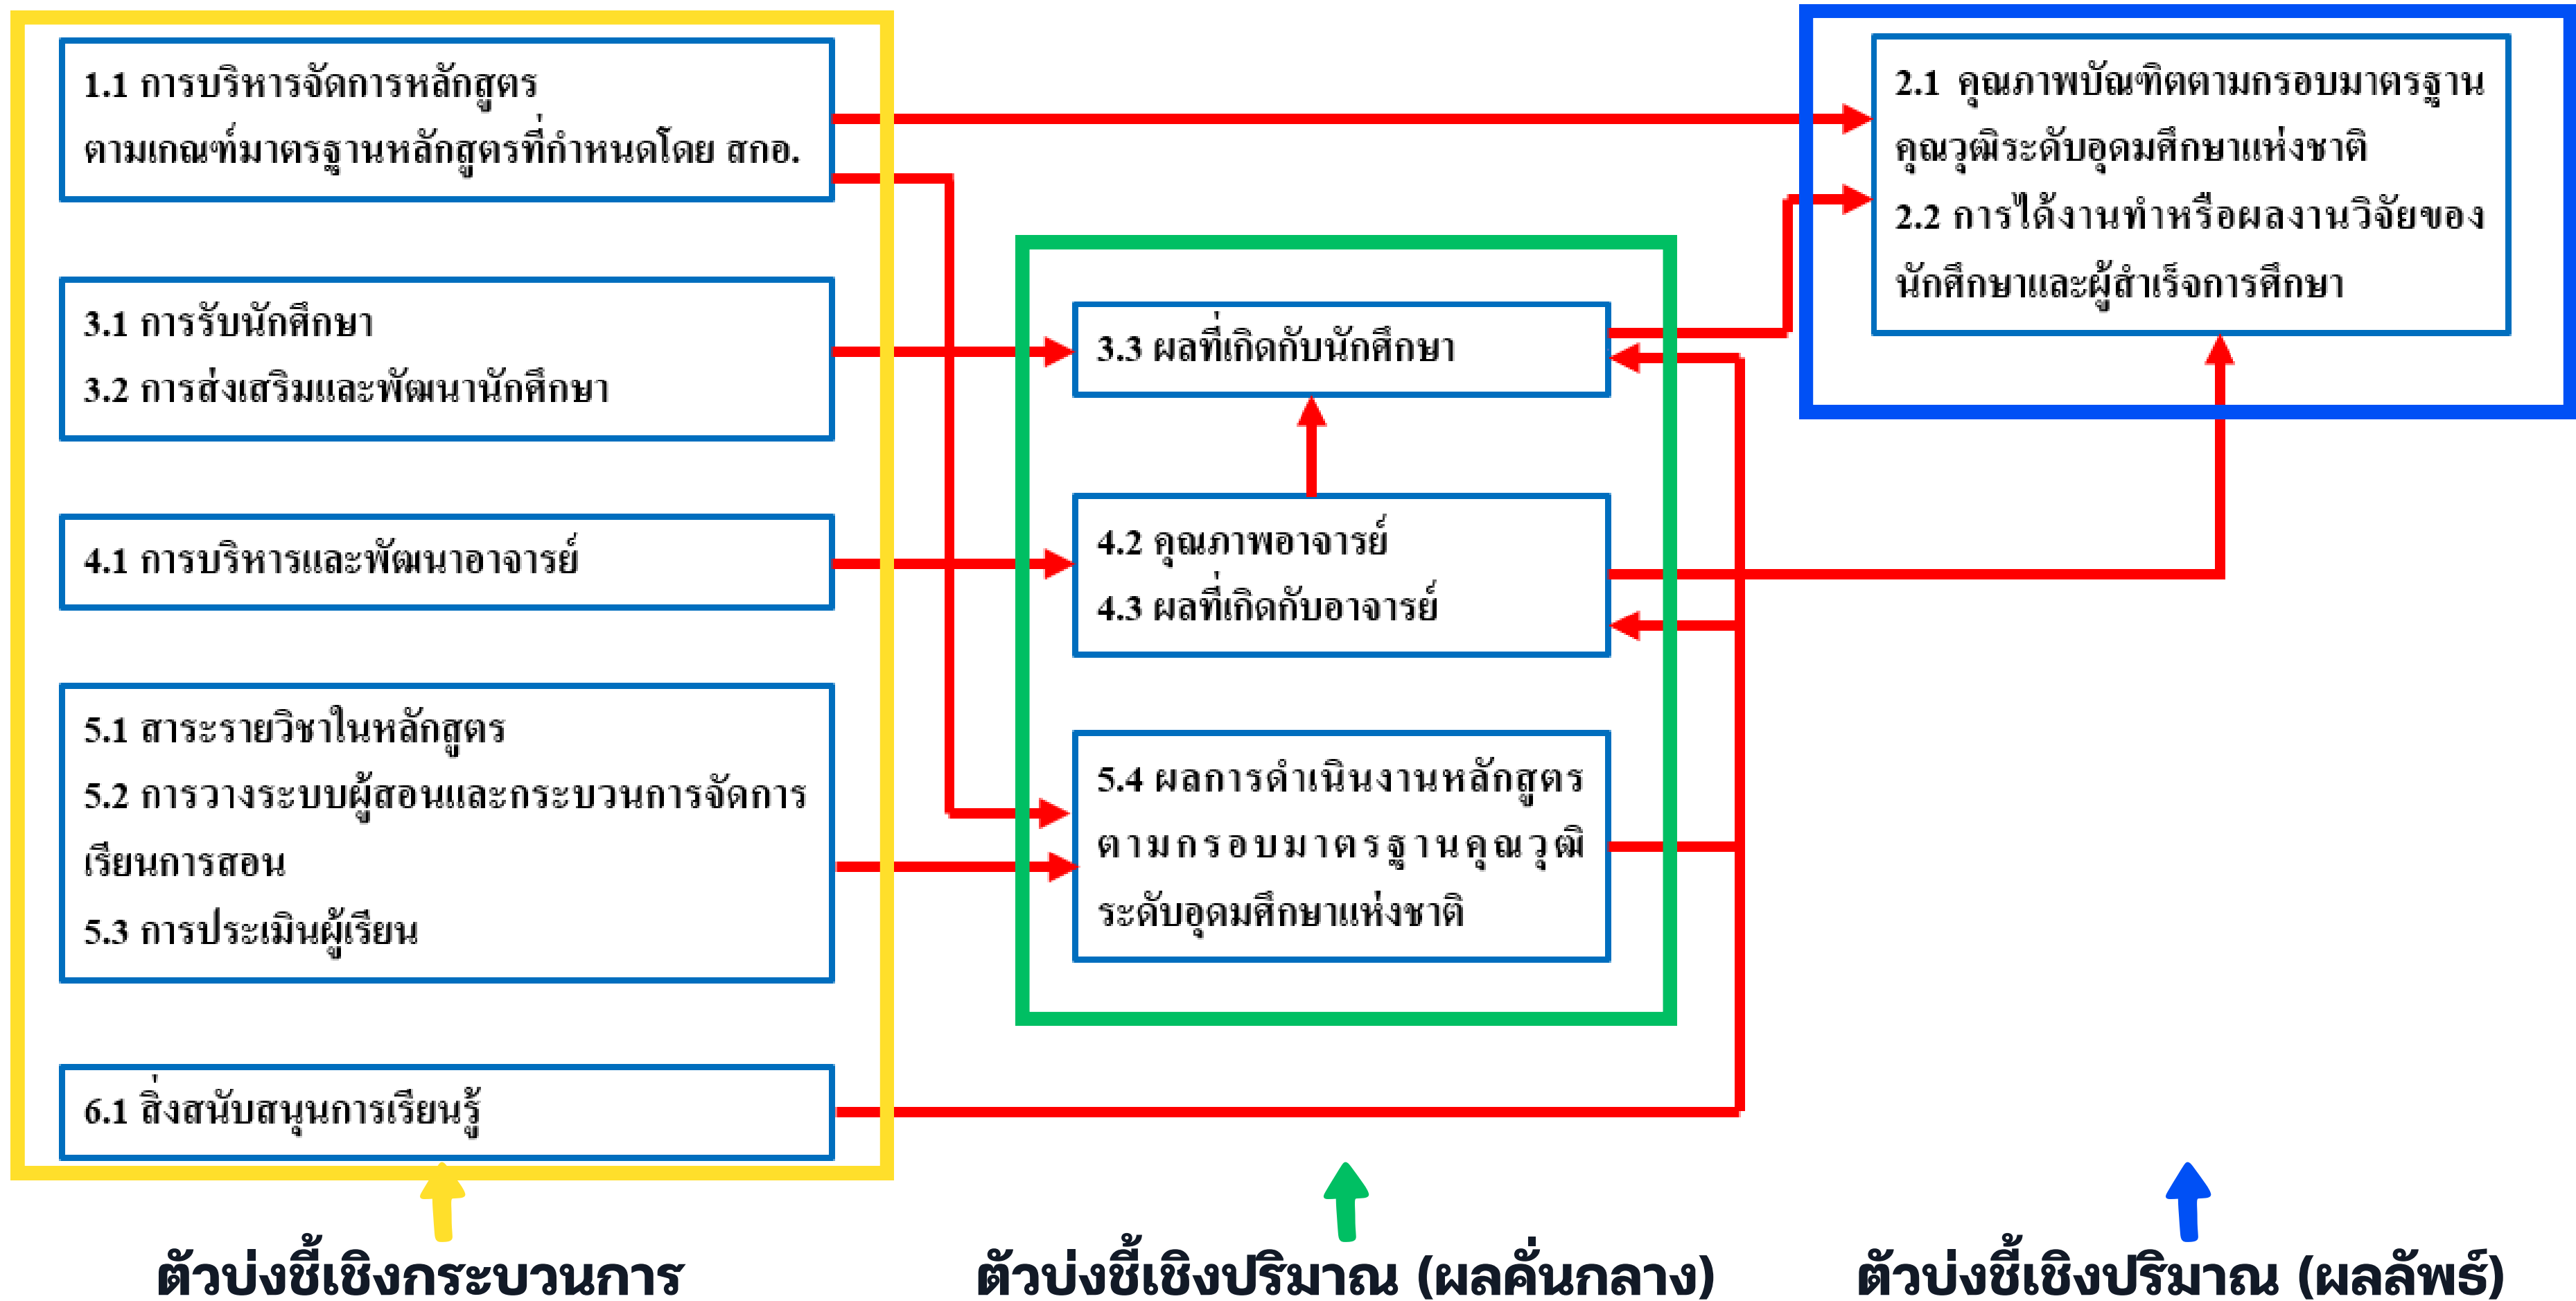 1.1 การบริหารจัดการหลักสูตร
ตามเกณฑ์มาตรฐานหลักสูตรที่กำหนดโดย สกอ.
3.1 การรับนักศึกษา
3.2 การส่งเสริมและพัฒนานักศึกษา
4.1 การบริหารและพัฒนาอาจารย์
5.1 สาระรายวิชาในหลักสูตร
5.2 การวางระบบผู้สอนและกระบวนการจัดการ
เรียนการสอน
5.3 การประเมินผู้เรียน
6.1 สิ่งสนับสนุนการเรียนรู้
ตัวบ่งชี้เชิงกระบวนการ
3.3 ผลที่เกิดกับนักศึกษา
4.2 คุณภาพอาจารย์
4.3 ผลที่เกิดกับอาจารย์
5.4 ผลการดำเนินงานหลักสูตร
ตามกรอบมาตรฐานคุณวุฒิ
ระดับอุดมศึกษาแห่งชาติ
ตัวบ่งชี้เชิงปริมาณ (ผลคั่นกลาง)
2.1 คุณภาพบัณฑิตตามกรอบมาตรฐาน
คุณวุฒิระดับอุดมศึกษาแห่งชาติ
2.2 การได้งานทำหรือผลงานวิจัยของ
นักศึกษาและผู้สำเร็จการศึกษา
ตัวบ่งชี้เชิงปริมาณ (ผลลัพธ์)